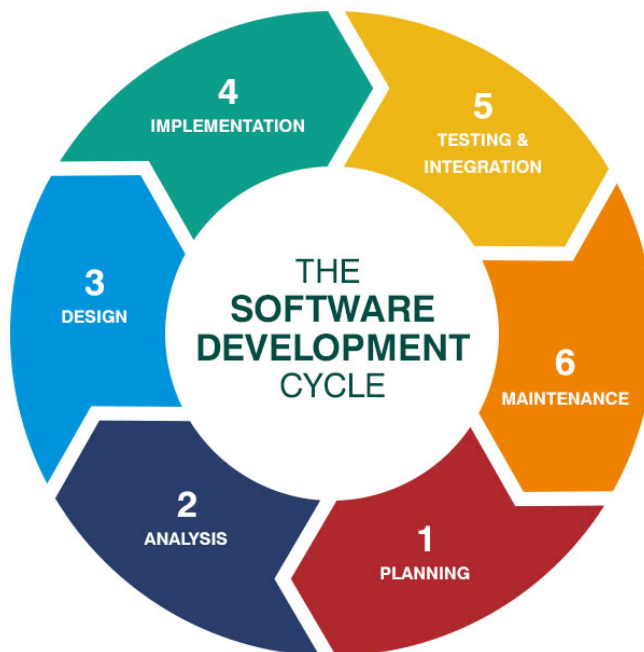 THE
SOFTWARE
DEVELOPMENT
CYCLE
1
PLANNING
2
ANALYSIS
3
DESIGN
4
IMPLEMENTATION
5
TESTING &
INTEGRATION
6
MAINTENANCE